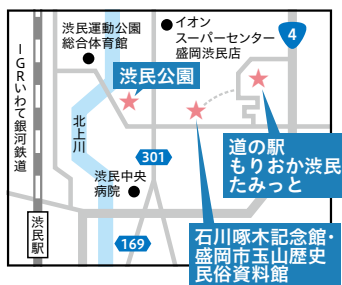 渋民運動公園
総合体育館
イオン
スーパーセンター
盛岡渋民店
4
渋民公園
IGRいわて銀河鉄道
北上川
道の駅
もりおか渋民
たみっと
301
渋民中央
病院
石川啄木記念館・
盛岡市玉山歴史
民俗資料館
渋民駅
169